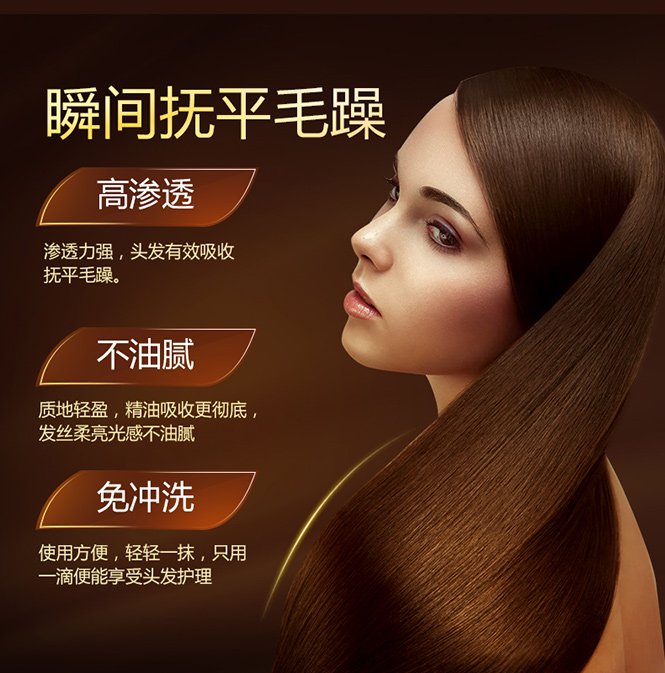 瞬间抚平毛躁
高渗透
渗透力强，头发有效吸收
抚平毛躁。
不油腻
质地轻盈，精油吸收更彻底，
发丝柔亮光感不油腻
免冲洗
使用方便，轻轻一抹，只用
一滴便能享受头发护理